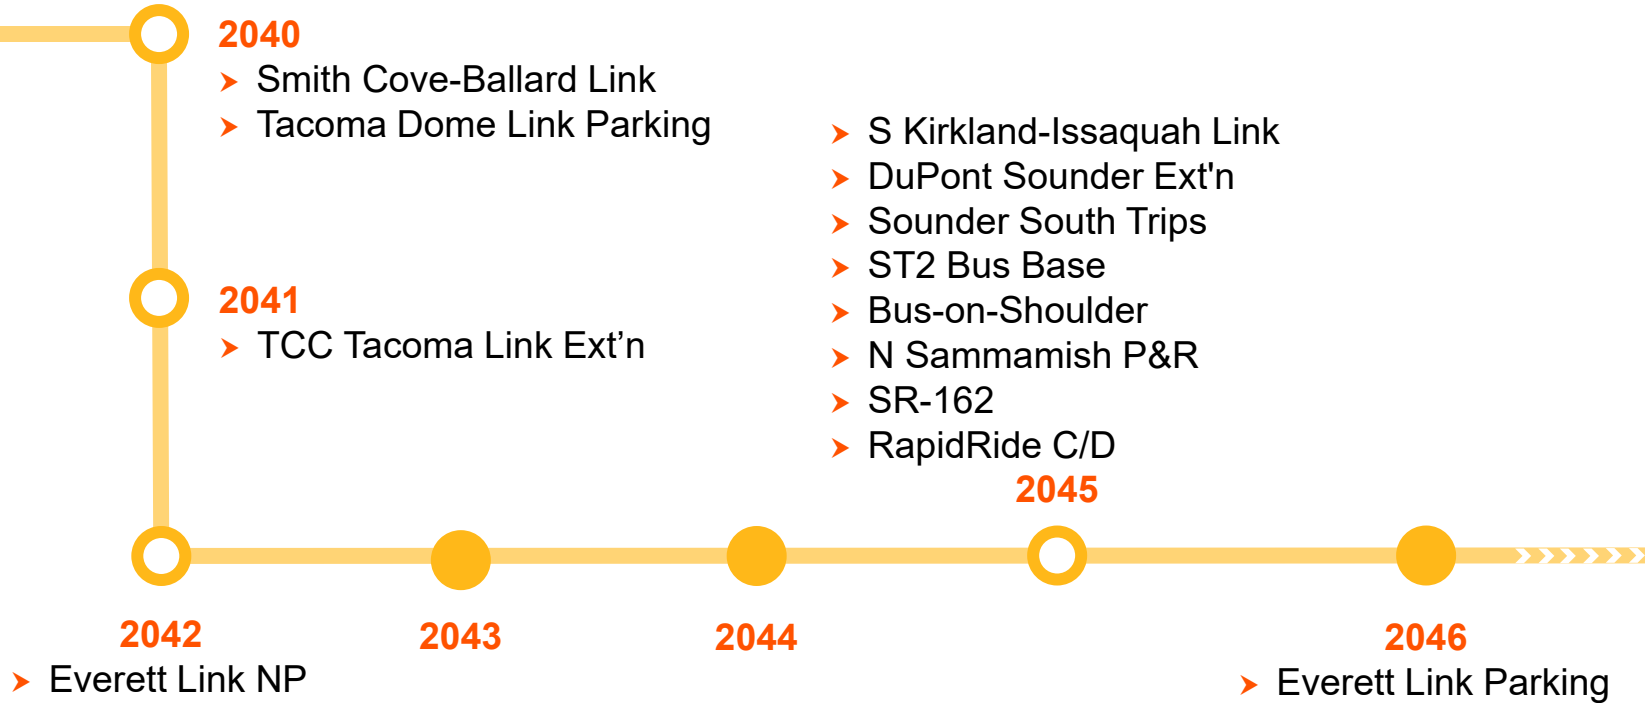 2040
Smith Cove-Ballard Link
Tacoma Dome Link Parking
2041
TCC Tacoma Link Ext’n
S Kirkland-Issaquah Link
DuPont Sounder Ext'n
Sounder South Trips
ST2 Bus Base
Bus-on-Shoulder
N Sammamish P&R
SR-162
RapidRide C/D
2045
2042
Everett Link NP
2043
2044
2046
Everett Link Parking